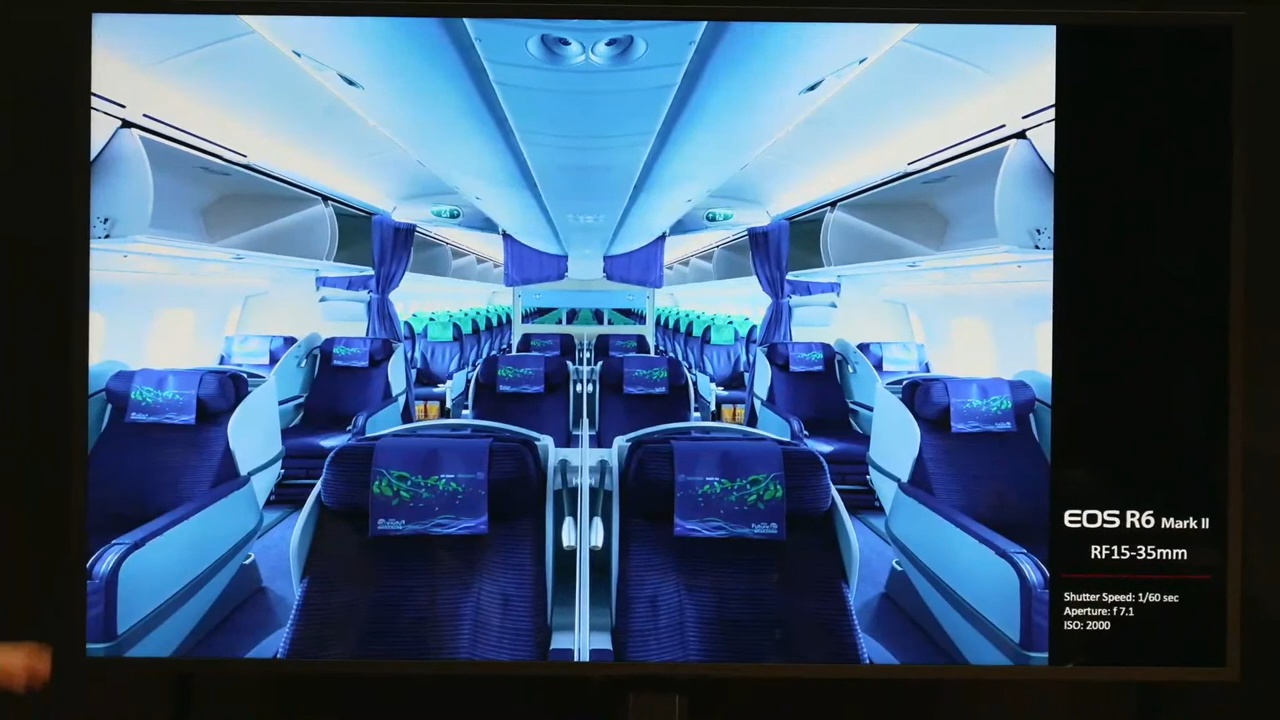 EOS R6 Mark II
RF15-35mm
Shutter Speed: 1/60 sec
Aperture: f 7.1
ISO: 2000